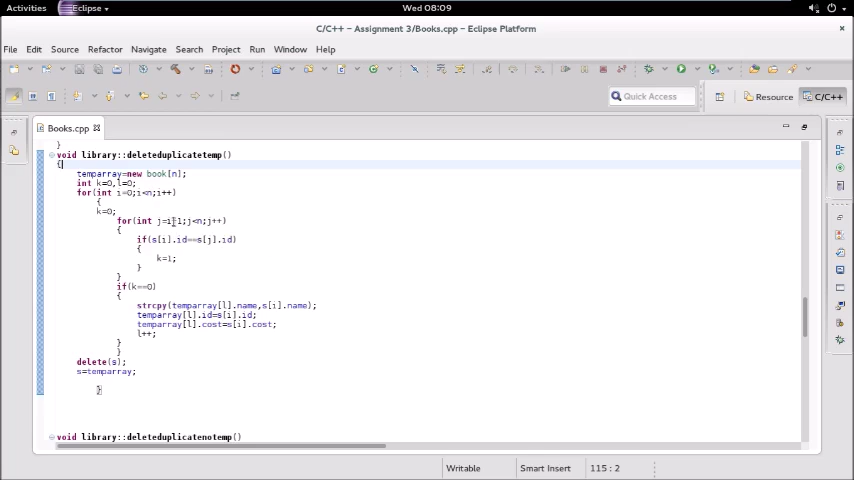 Activities Eclipse ▾ Wed 08:09
C/C++ - Assignment 3/Books.cpp - Eclipse Platform
File Edit Source Refactor Navigate Search Project Run Window Help
Quick Access Resource C/C++
Books.cpp
}
void library::deleteduplicatetemp()
{
temparray=new book[n];
int k=0,l=0;
for(int i=0;i<n;i++)
{
k=0;
for(int j=i+1;j<n;j++)
{
if(s[i].id==s[j].id)
{
k=1;
}
}
if(k==0)
{
strcpy(temparray[l].name,s[i].name);
temparray[l].id=s[i].id;
temparray[l].cost=s[i].cost;
l++;
}
}
delete(s);
s=temparray;
}
void library::deleteduplicatenotemp()
Writable Smart Insert 115 : 2